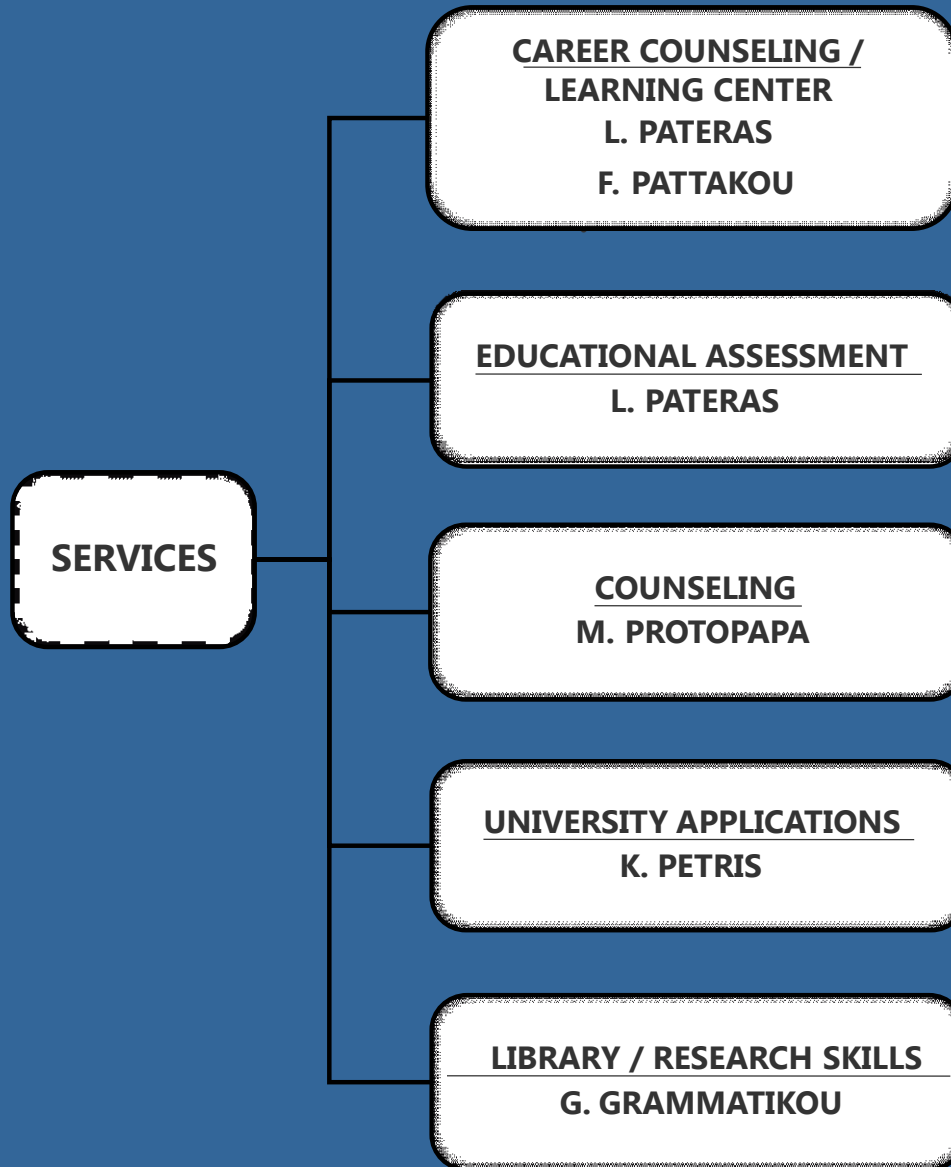 CAREER COUNSELING /
LEARNING CENTER
L. PATERAS
F. PATTAKOU
EDUCATIONAL ASSESSMENT
L. PATERAS
SERVICES
COUNSELING
M. PROTOPAPA
UNIVERSITY APPLICATIONS
K. PETRIS
LIBRARY / RESEARCH SKILLS
G. GRAMMATIKOU